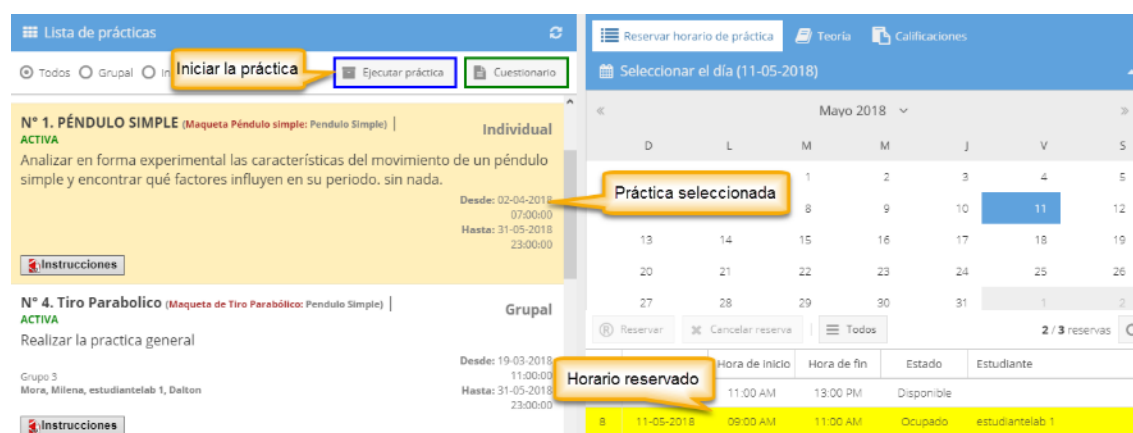 Lista de prácticas
Todos Grupal
Iniciar la práctica
Ejecutar práctica
Cuestionario
N° 1. PÉNDULO SIMPLE (Maqueta Péndulo simple: Pendulo Simple) |
ACTIVA
Individual
Analizar en forma experimental las características del movimiento de un péndulo
simple y encontrar qué factores influyen en su periodo. sin nada.
Desde: 02-04-2018
07:00:00
Hasta: 31-05-2018
23:00:00
Instrucciones
N° 4. Tiro Parabolico (Maqueta de Tiro Parabólico: Pendulo Simple) |
ACTIVA
Grupal
Realizar la practica general
Desde: 19-03-2018
11:00:00
Hasta: 31-05-2018
23:00:00
Grupo 3
Mora, Milena, estudiantelab 1, Dalton
Instrucciones
Reservar horario de práctica Teoría Calificaciones
Seleccionar el día (11-05-2018)
« Mayo 2018 »
D L M M J V S
1 2 3 4 5
Práctica seleccionada
8 9 10 11 12
13 14 15 16 17 18 19
20 21 22 23 24 25 26
27 28 29 30 31 1 2
Reservar Cancelar reserva | Todos 2 / 3 reservas
Hora de inicio Hora de fin Estado Estudiante
Horario reservado
11:00 AM 13:00 PM Disponible
8 11-05-2018 09:00 AM 11:00 AM Ocupado estudiantelab 1